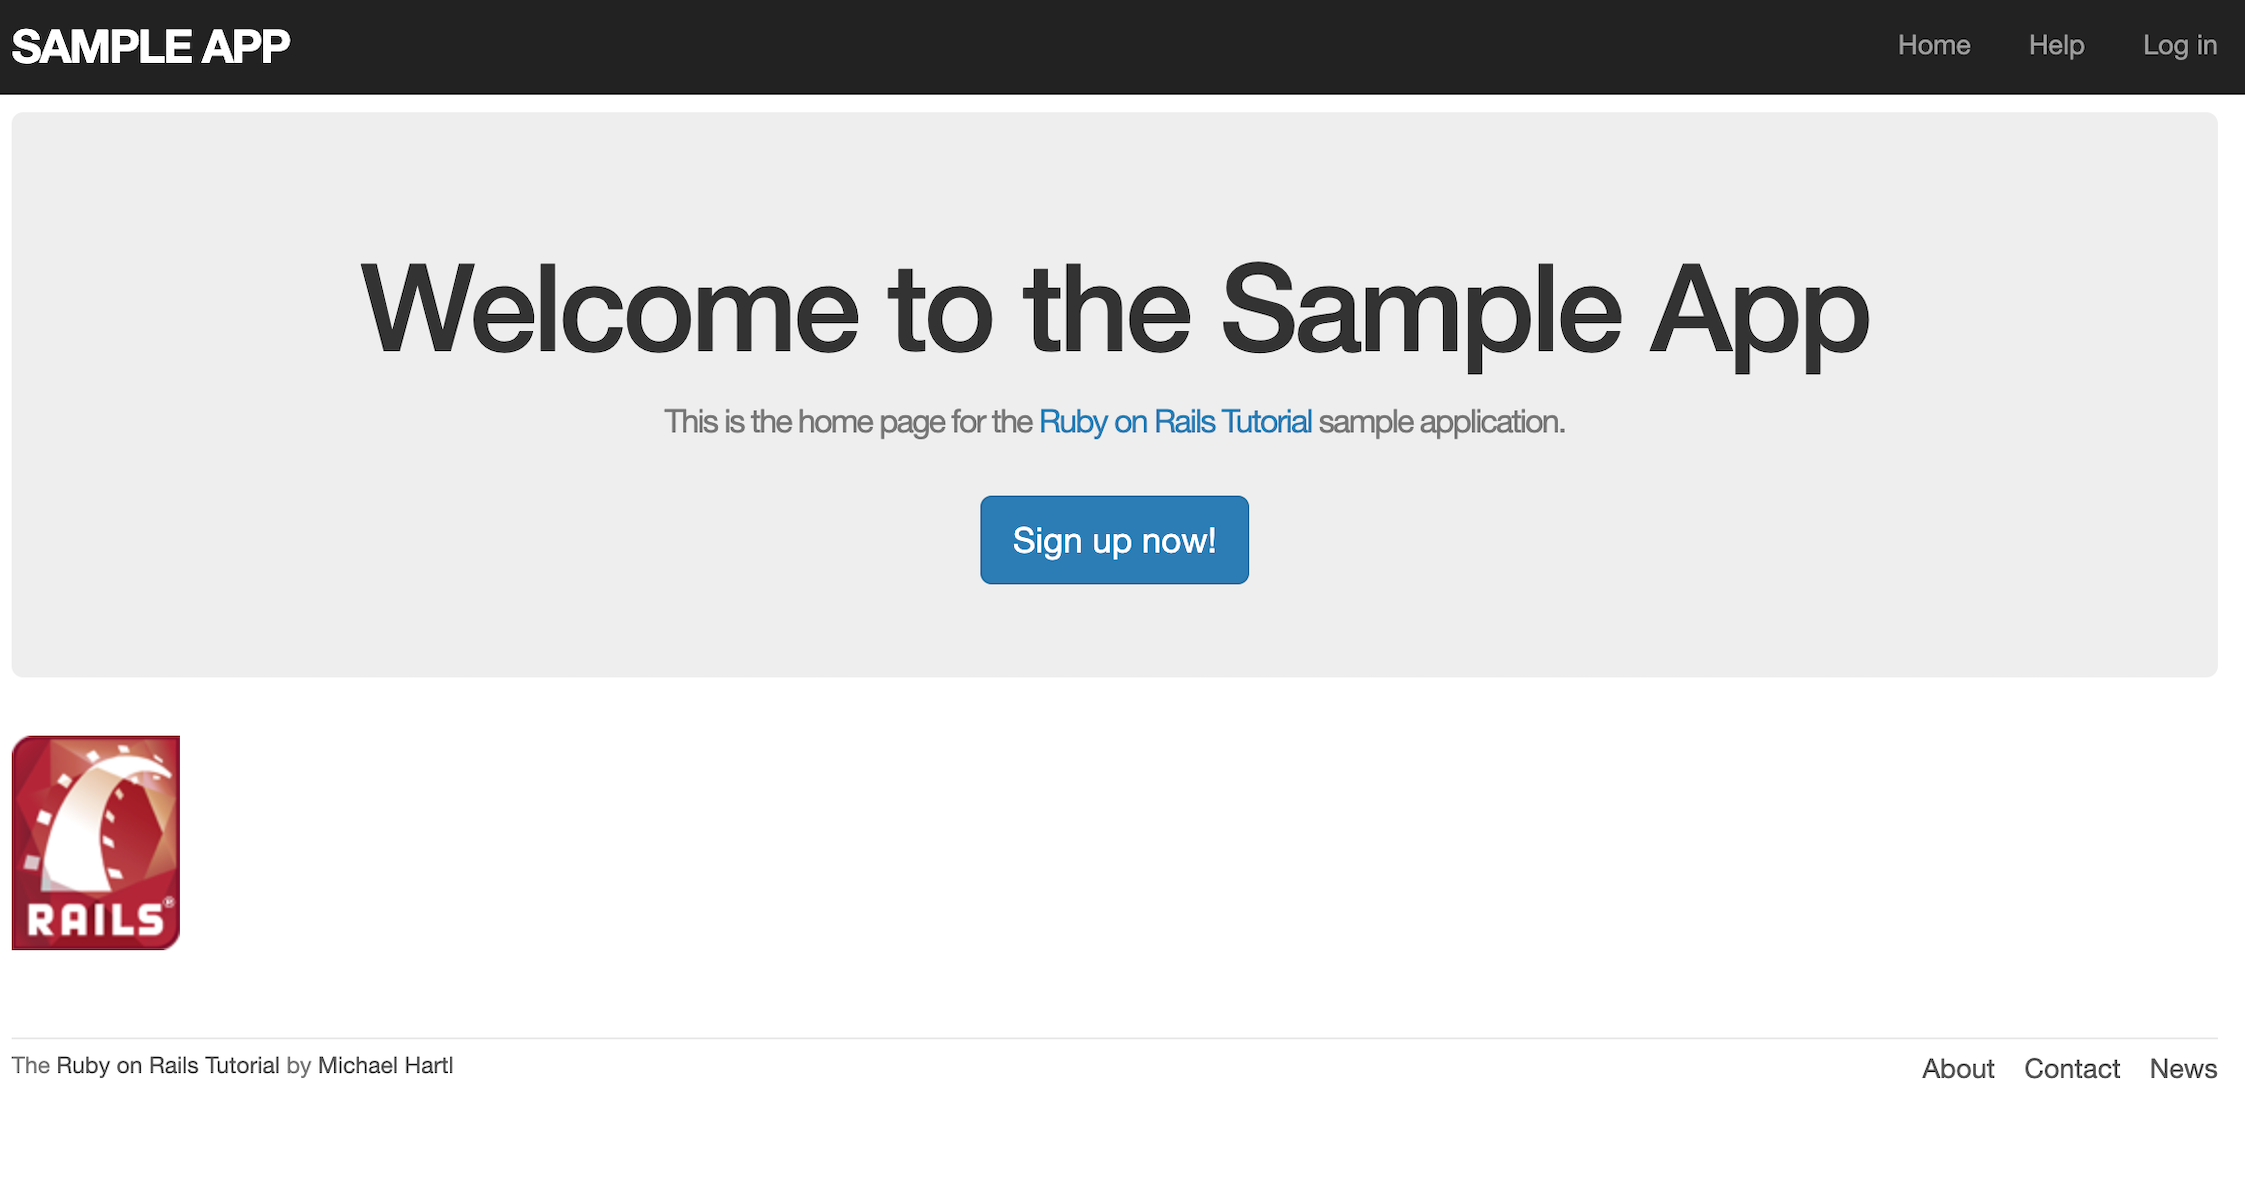 SAMPLE APP
Home Help Log in
Welcome to the Sample App
This is the home page for the Ruby on Rails Tutorial sample application.
Sign up now!
RAILS®
The Ruby on Rails Tutorial by Michael Hartl
About Contact News